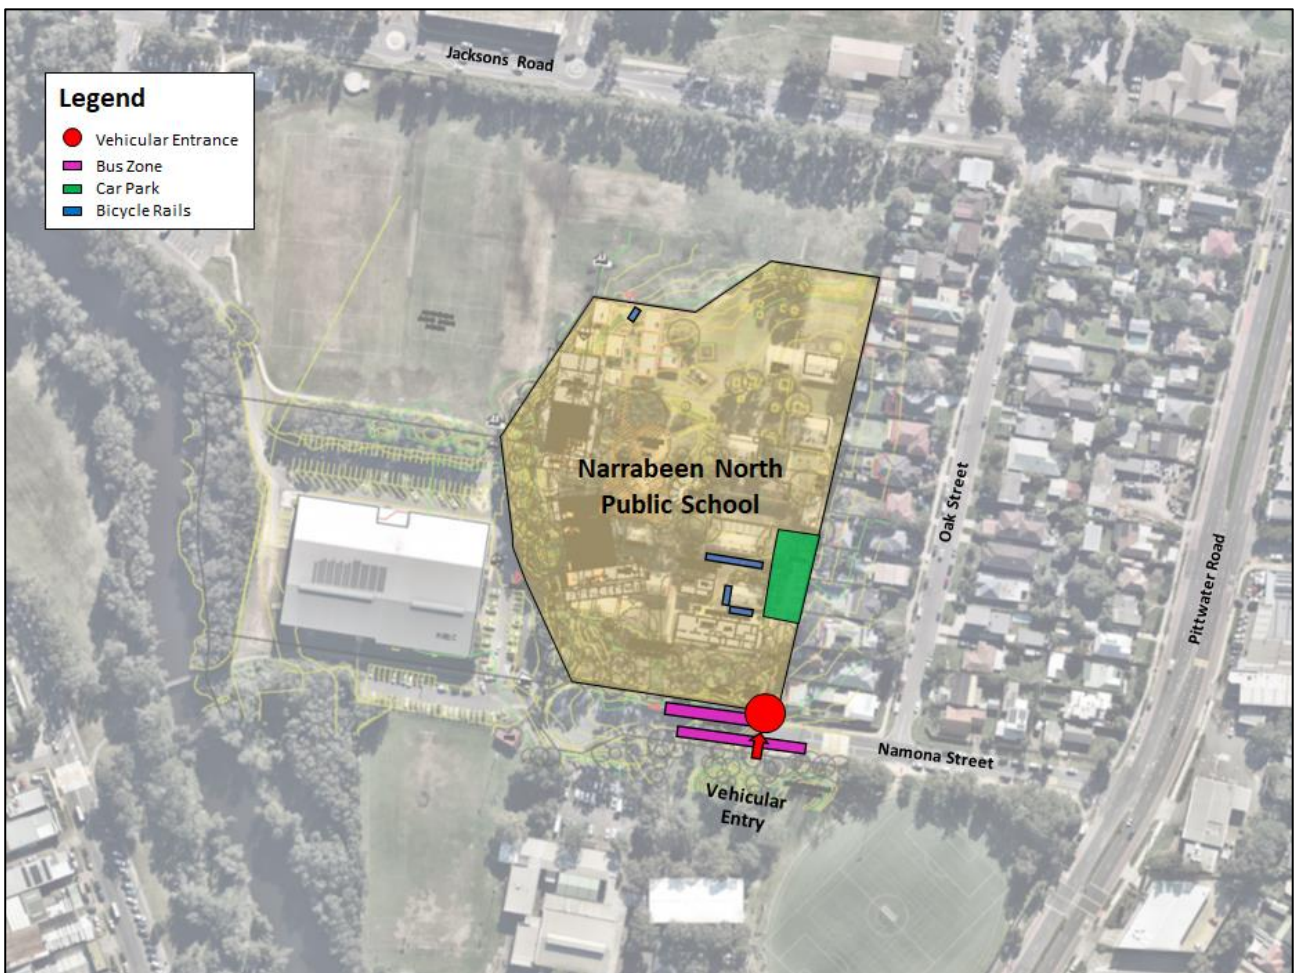 Jacksons Road
Legend
Vehicular Entrance
Bus Zone
Car Park
Bicycle Rails
Narrabeen North
Public School
Oak Street
Pittwater Road
Namona Street
Vehicular
Entry